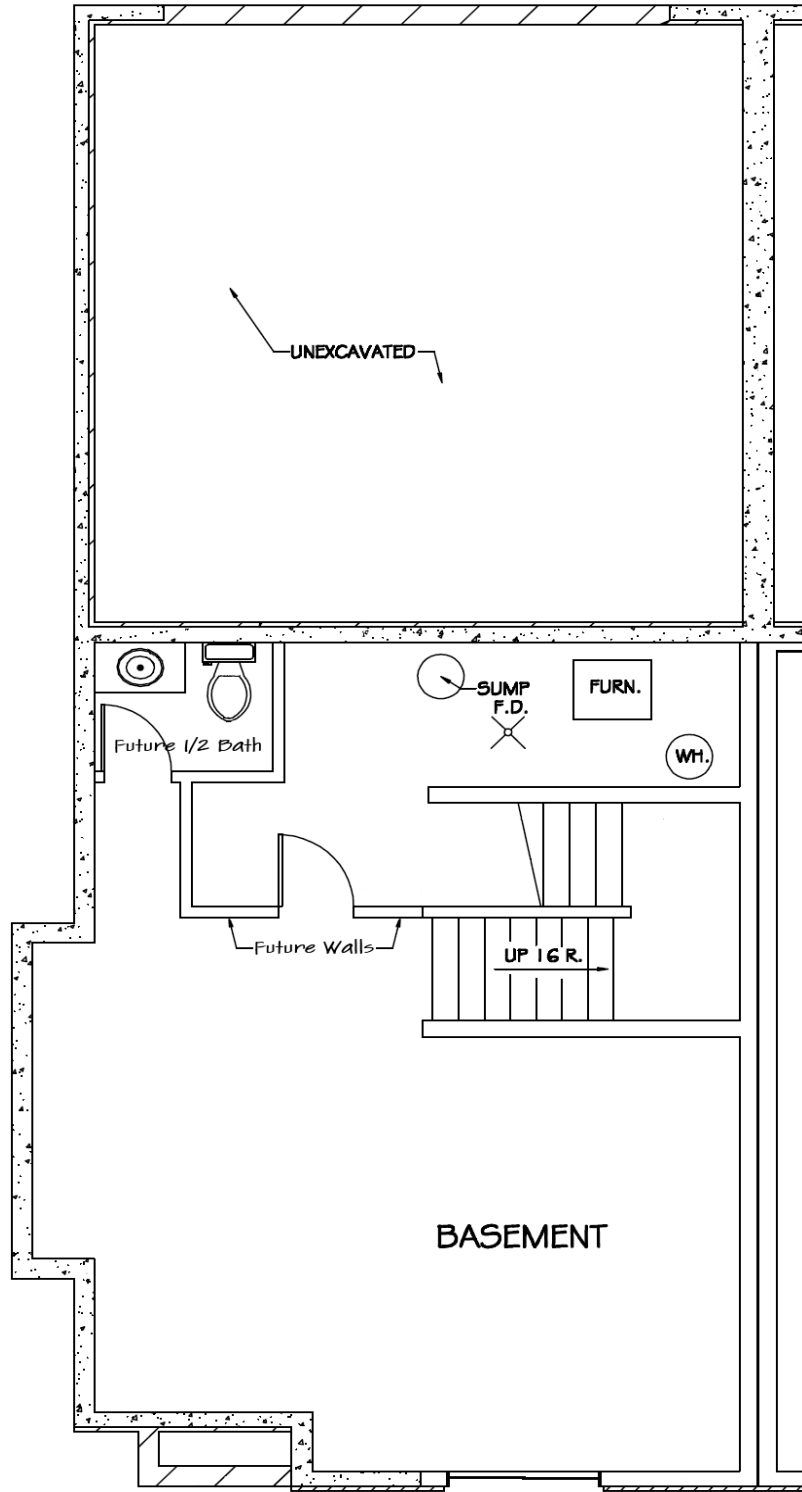 UNEXCAVATED
SUMP
F.D.
FURN.
WH.
Future 1/2 Bath
Future Walls
UP 16 R.
BASEMENT